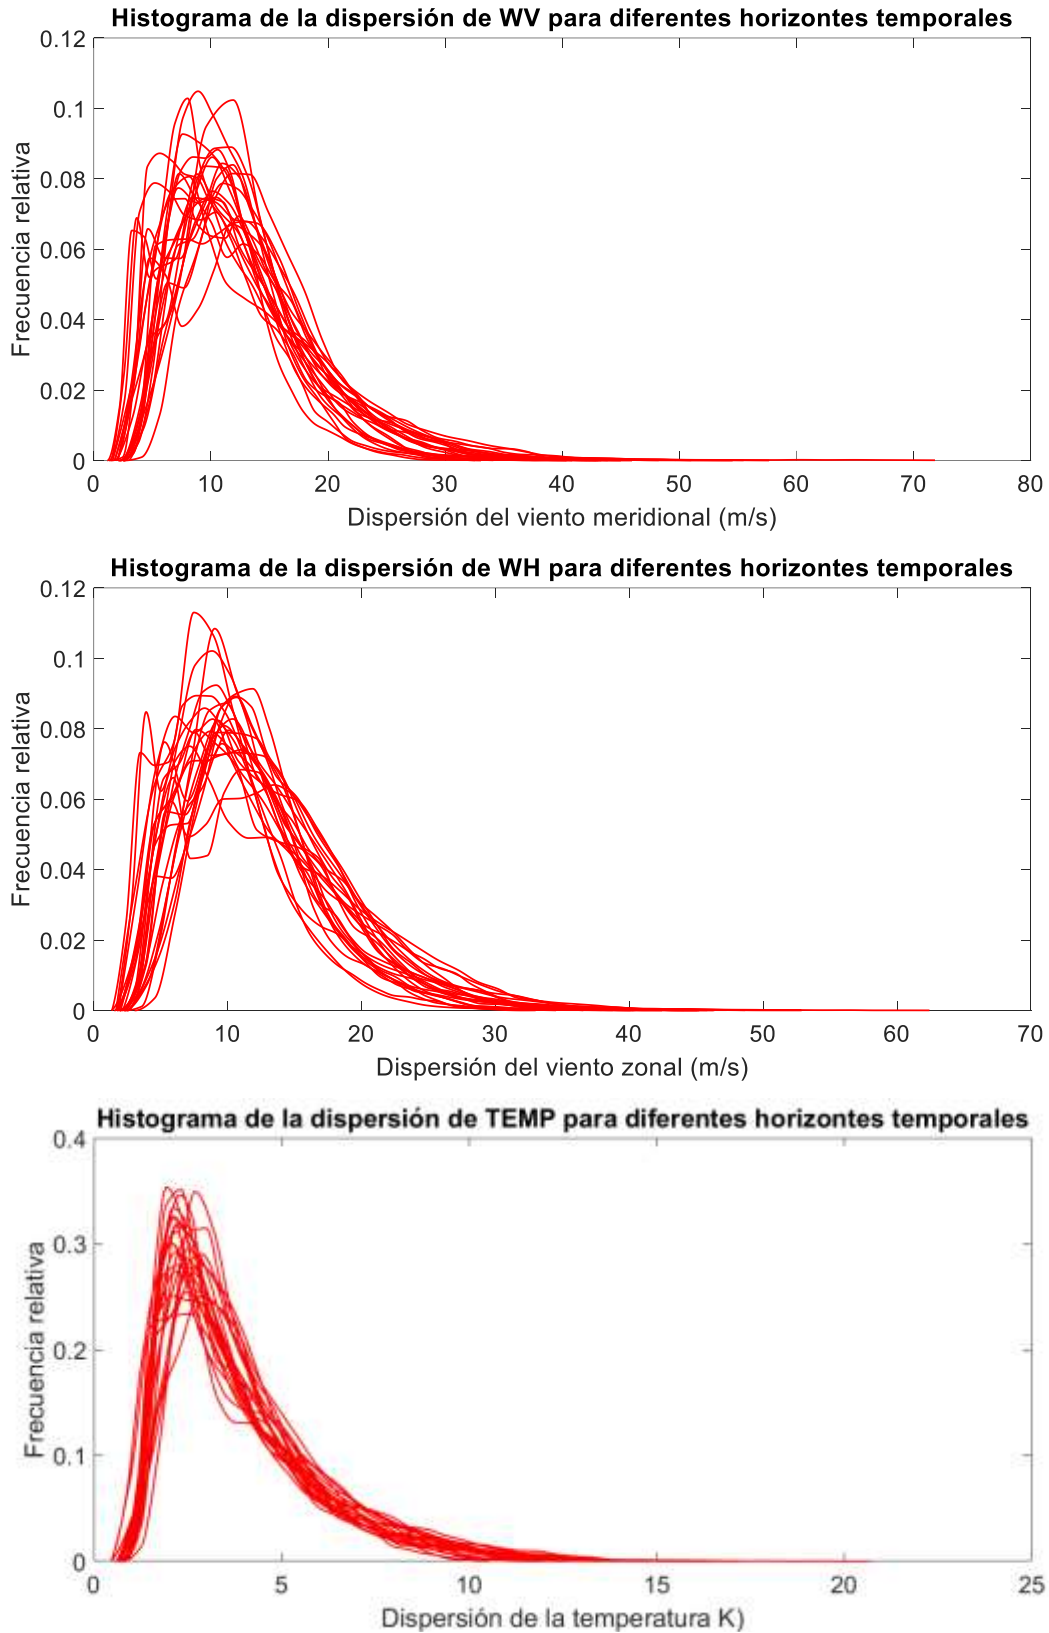 Histograma de la dispersión de WV para diferentes horizontes temporales
0.12
0.1
0.08
0.06
0.04
0.02
0
Frecuencia relativa
0 10 20 30 40 50 60 70 80
Dispersión del viento meridional (m/s)
Histograma de la dispersión de WH para diferentes horizontes temporales
0.12
0.1
0.08
0.06
0.04
0.02
0
Frecuencia relativa
0 10 20 30 40 50 60 70
Dispersión del viento zonal (m/s)
Histograma de la dispersión de TEMP para diferentes horizontes temporales
0.4
0.3
0.2
0.1
0
Frecuencia relativa
0 5 10 15 20 25
Dispersión de la temperatura K)